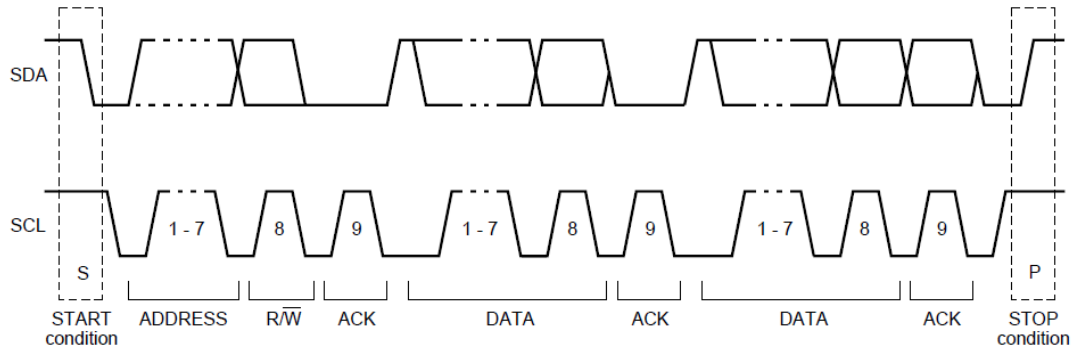 SDA
SCL
1 - 7
8
9
1 - 7
8
9
1 - 7
8
9
S
P
START
condition
ADDRESS
R/W̅
ACK
DATA
ACK
DATA
ACK
STOP
condition